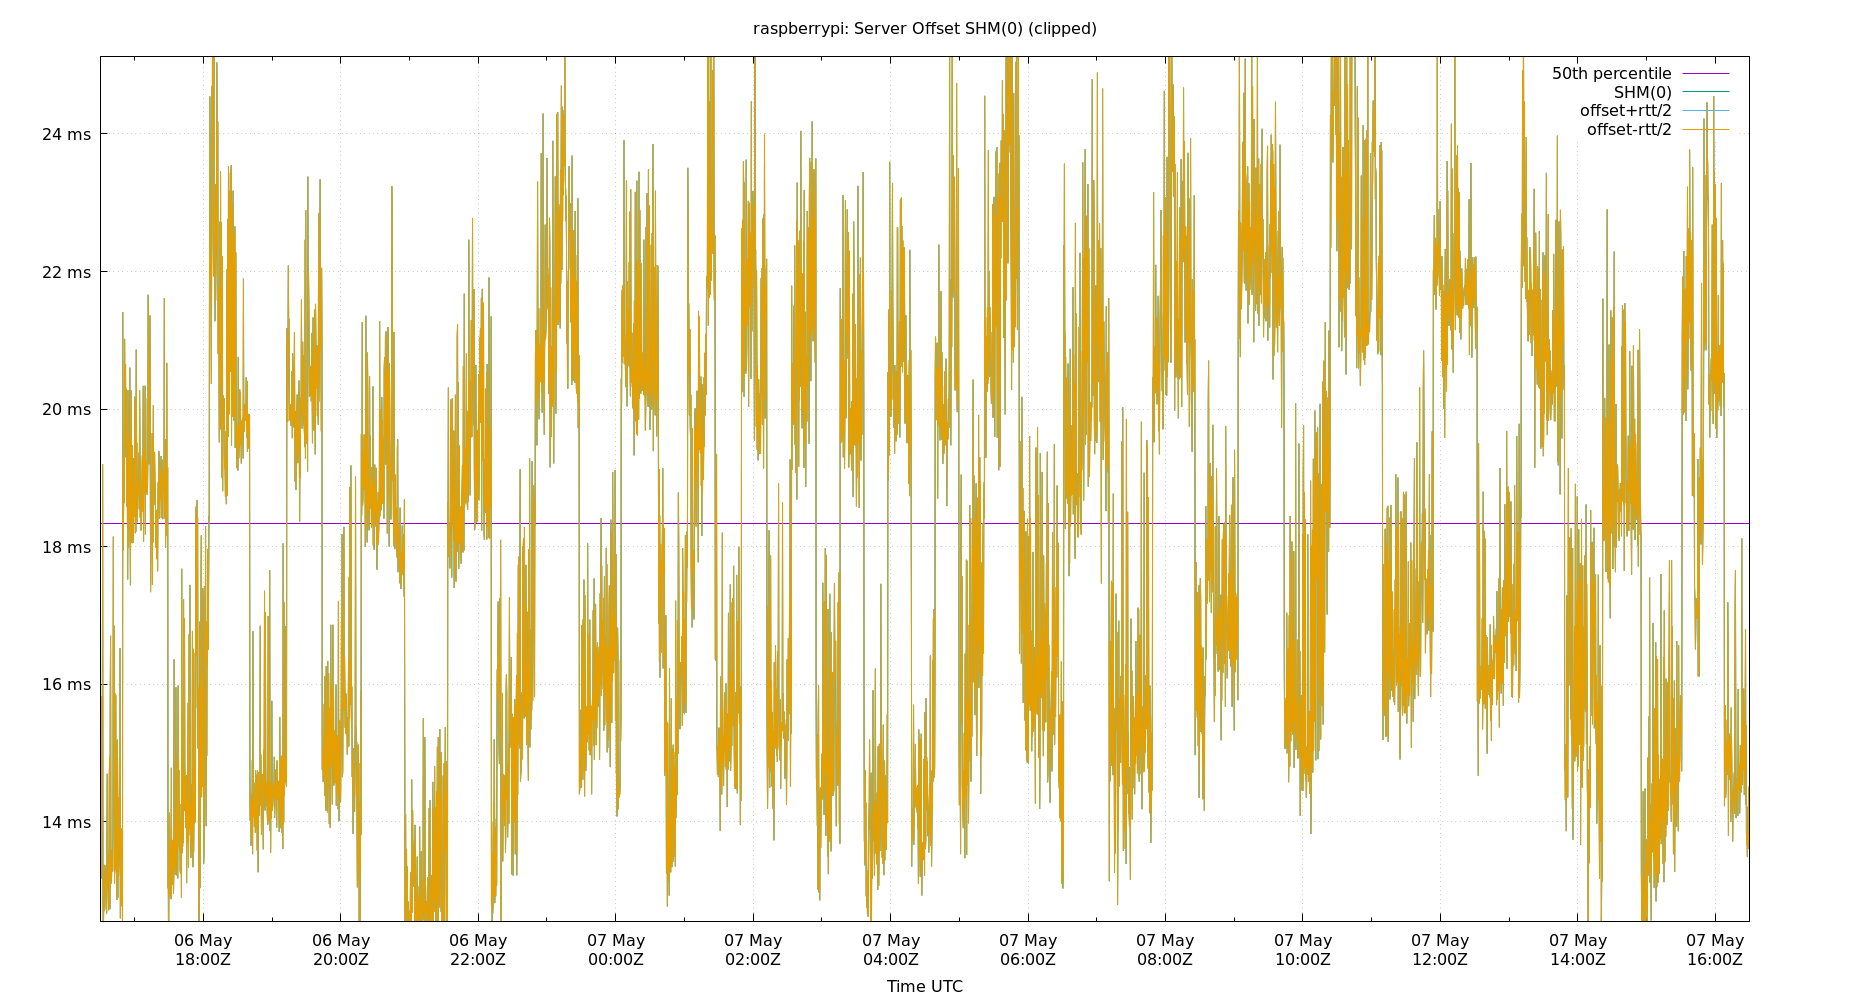 raspberrypi: Server Offset SHM(0) (clipped)
50th percentile
SHM(0)
offset+rtt/2
offset-rtt/2
24 ms
22 ms
20 ms
18 ms
16 ms
14 ms
06 May 06 May 06 May 07 May 07 May 07 May 07 May 07 May 07 May 07 May 07 May 07 May
18:00Z 20:00Z 22:00Z 00:00Z 02:00Z 04:00Z 06:00Z 08:00Z 10:00Z 12:00Z 14:00Z 16:00Z
Time UTC